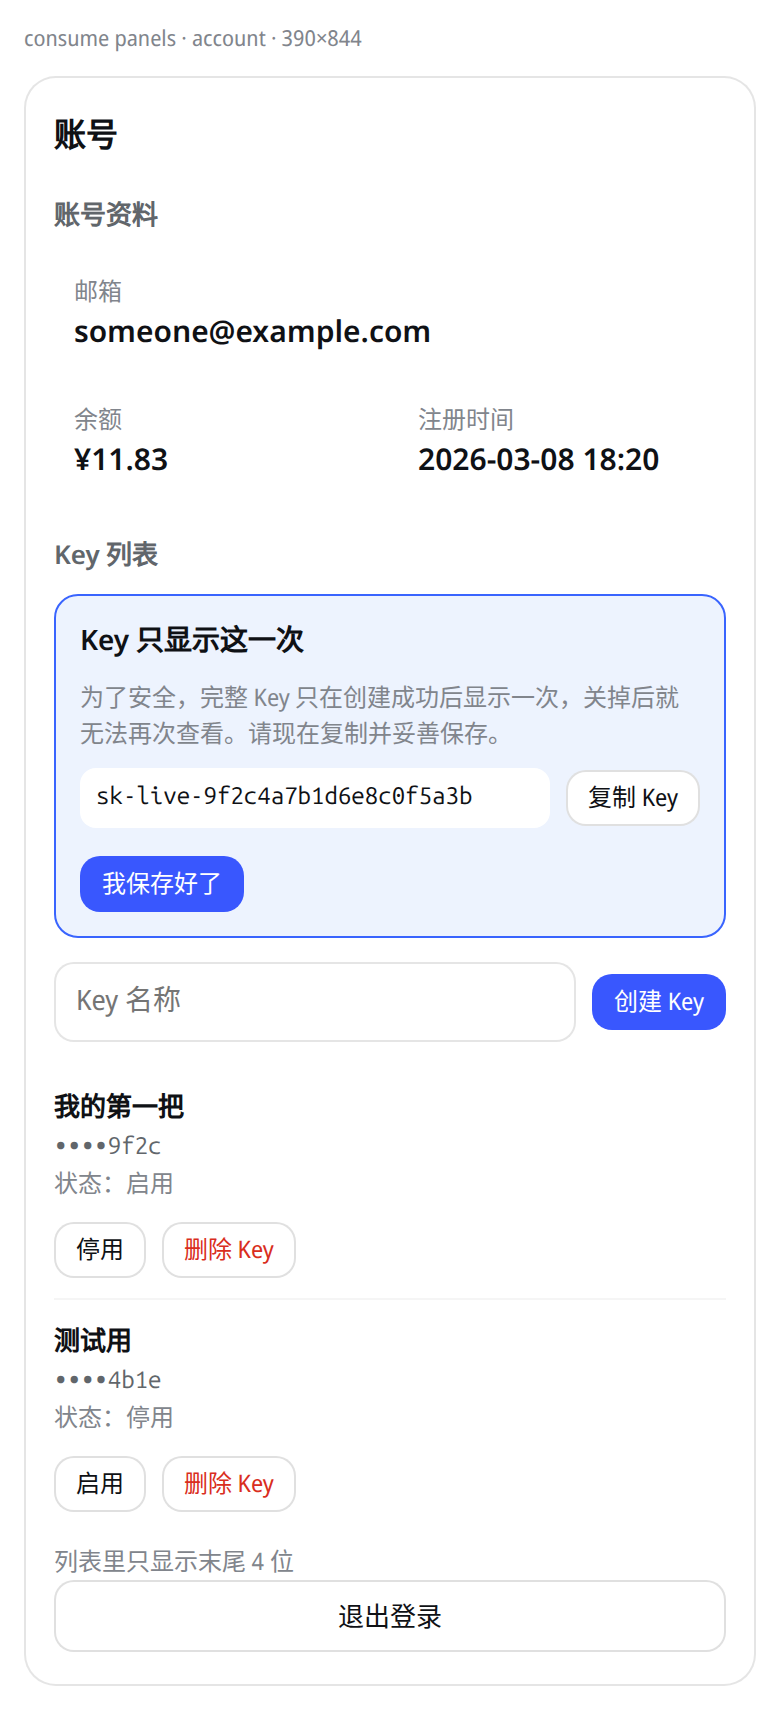 consume panels · account · 390×844
账号
账号资料
邮箱
someone@example.com
余额
注册时间
¥11.83
2026-03-08 18:20
Key 列表
Key 只显示这一次
为了安全，完整 Key 只在创建成功后显示一次，关掉后就
无法再次查看。请现在复制并妥善保存。
sk-live-9f2c4a7b1d6e8c0f5a3b
复制 Key
我保存好了
Key 名称
创建 Key
我的第一把
••••9f2c
状态：启用
停用
删除 Key
测试用
••••4b1e
状态：停用
启用
删除 Key
列表里只显示末尾 4 位
退出登录